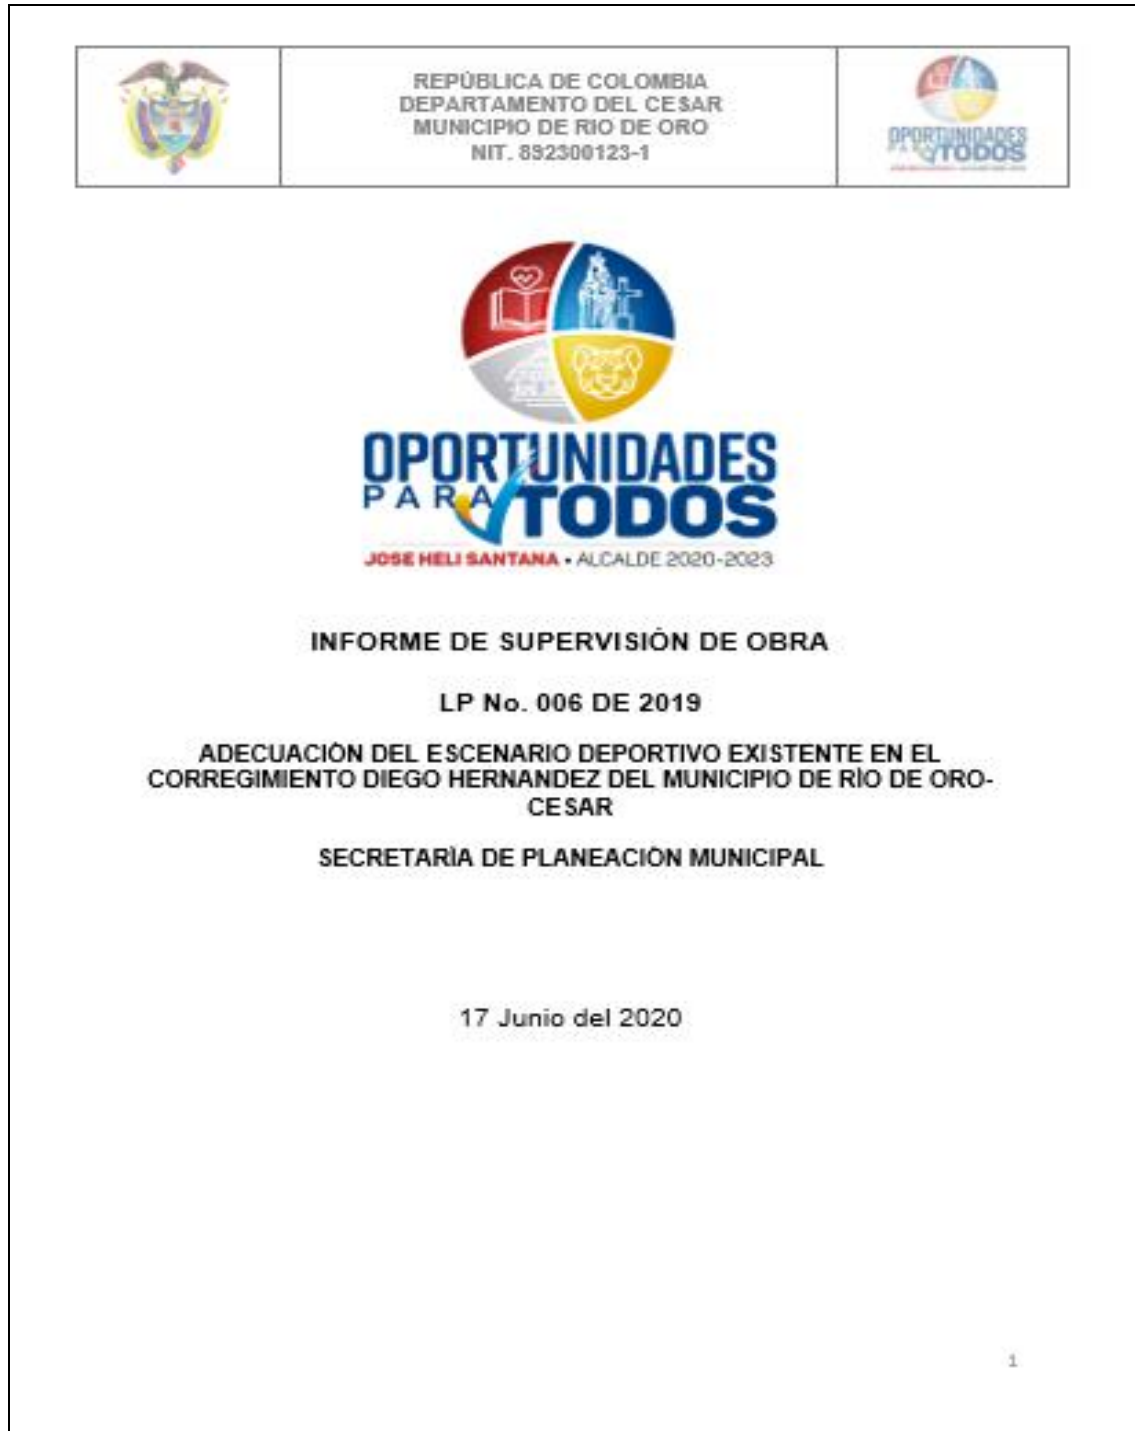 REPÚBLICA DE COLOMBIA
DEPARTAMENTO DEL CESAR
MUNICIPIO DE RIO DE ORO
NIT. 892300123-1
OPORTUNIDADES
PARA TODOS
OPORTUNIDADES
PARA TODOS
JOSE HELI SANTANA • ALCALDE 2020-2023
INFORME DE SUPERVISIÓN DE OBRA
LP No. 006 DE 2019
ADECUACIÓN DEL ESCENARIO DEPORTIVO EXISTENTE EN EL
CORREGIMIENTO DIEGO HERNANDEZ DEL MUNICIPIO DE RÍO DE ORO-
CESAR
SECRETARÌA DE PLANEACIÓN MUNICIPAL
17 Junio del 2020
1